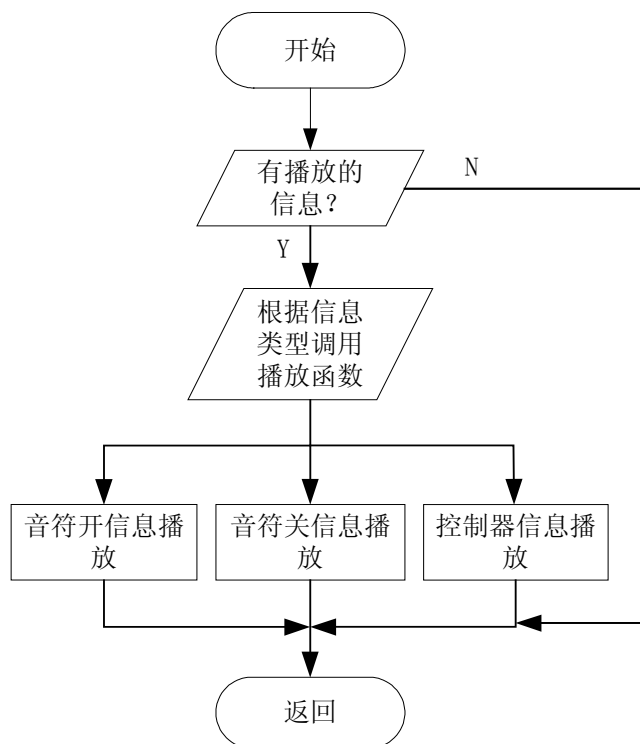 开始
有播放的
信息？
N
Y
根据信息
类型调用
播放函数
音符开信息播
放
音符关信息播
放
控制器信息播
放
返回